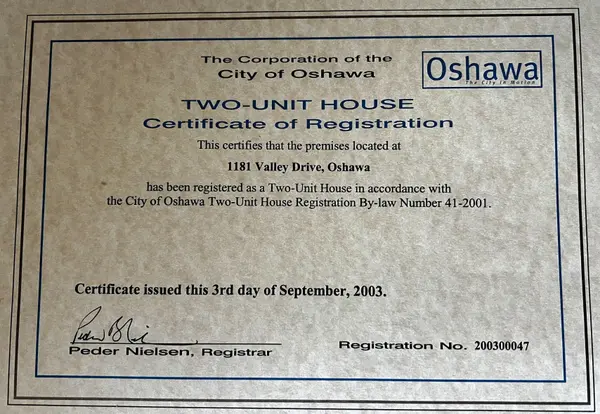 The Corporation of the
City of Oshawa
Oshawa
The City in Motion
TWO-UNIT HOUSE
Certificate of Registration
This certifies that the premises located at
1181 Valley Drive, Oshawa
has been registered as a Two-Unit House in accordance with
the City of Oshawa Two-Unit House Registration By-law Number 41-2001.
Certificate issued this 3rd day of September, 2003.
Peder Nielsen, Registrar
Registration No. 200300047